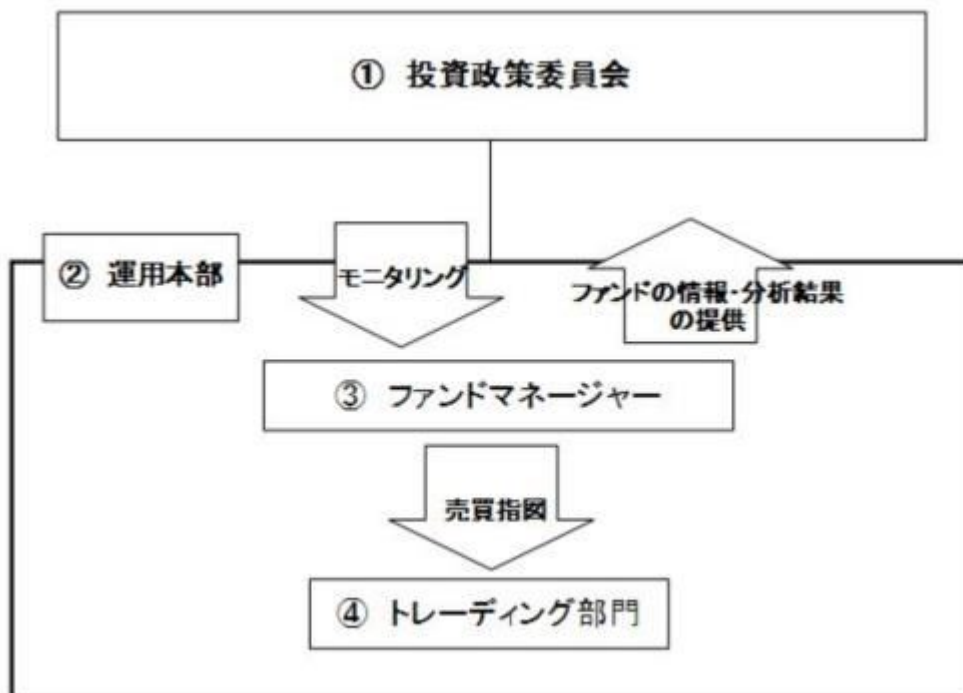 ① 投資政策委員会
② 運用本部
モニタリング
ファンドの情報・分析結果
の提供
③ ファンドマネージャー
売買指図
④ トレーディング部門